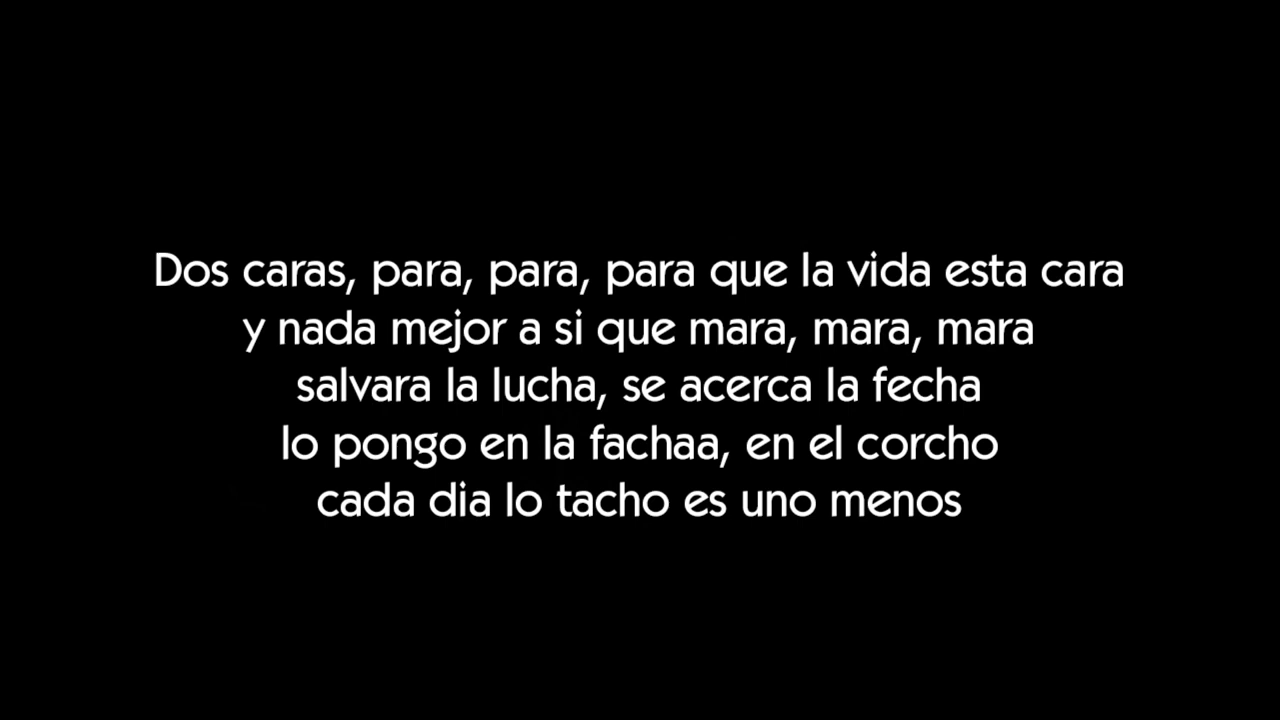 Dos caras, para, para, para que la vida esta cara
y nada mejor a si que mara, mara, mara
salvara la lucha, se acerca la fecha
lo pongo en la fachaa, en el corcho
cada dia lo tacho es uno menos